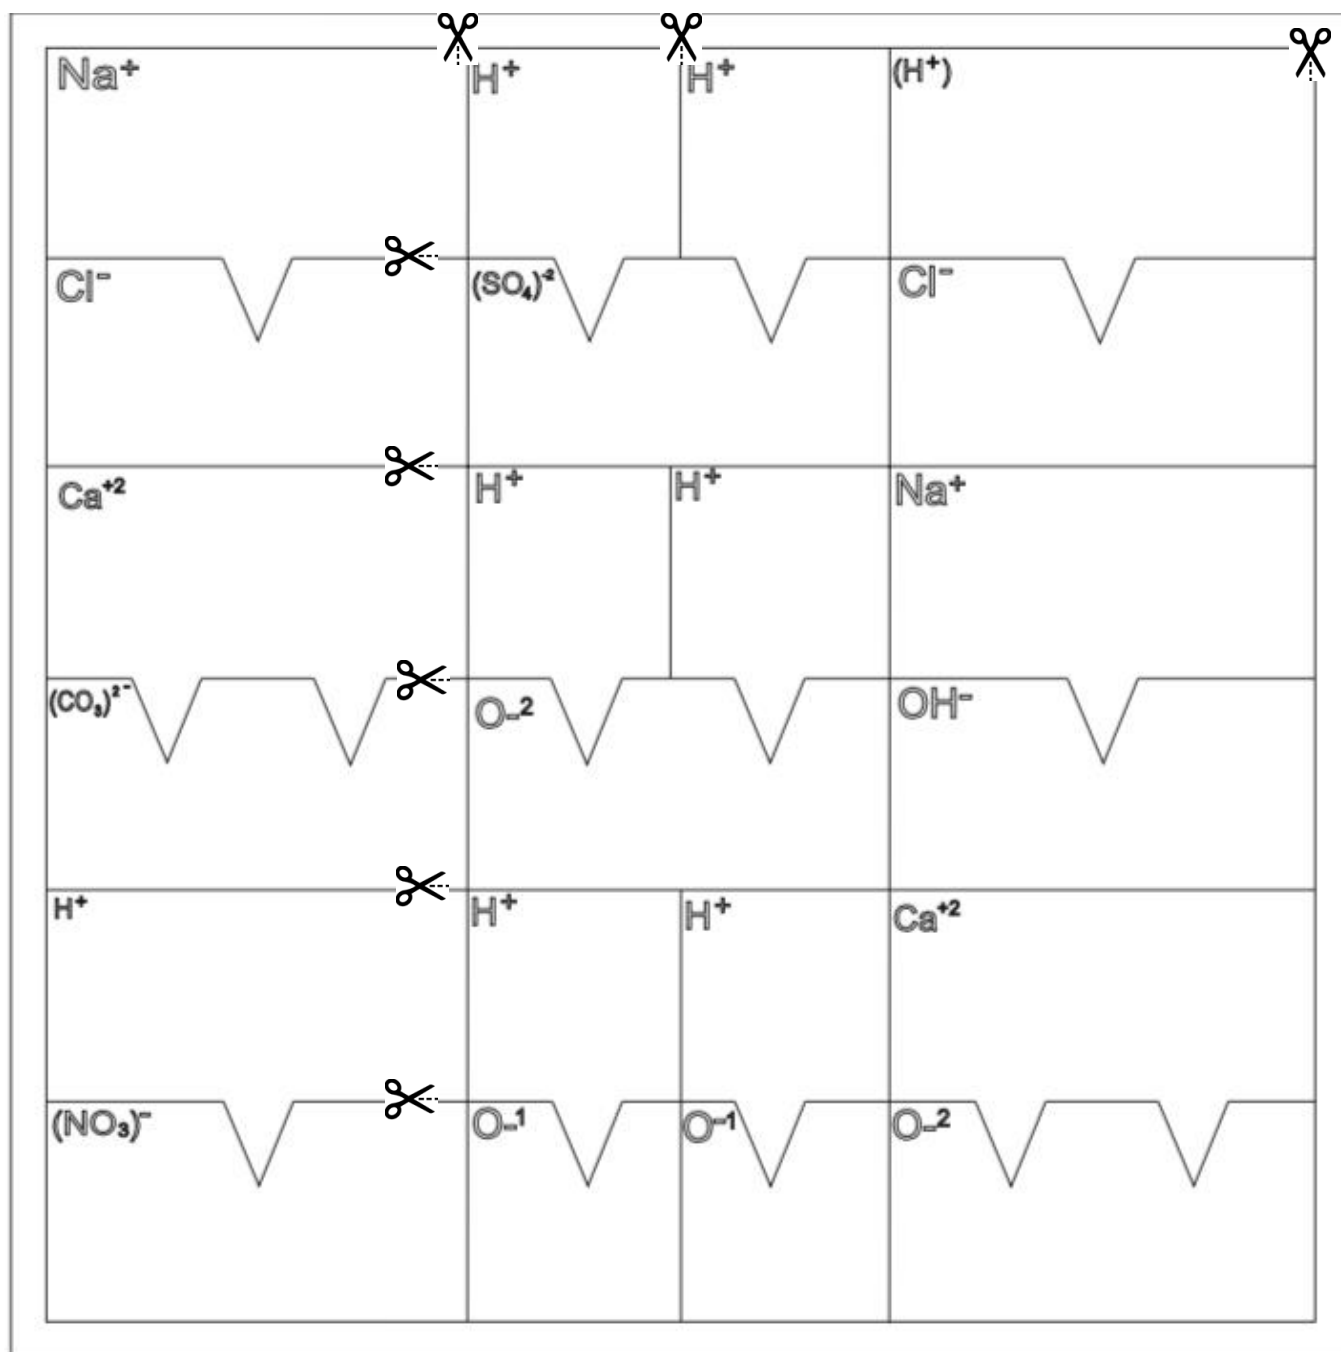 Na⁺ H⁺ H⁺ (H⁺)
Cl⁻ (SO₄)⁻² Cl⁻
Ca⁺² H⁺ H⁺ Na⁺
(CO₃)²⁻ O-² OH⁻
H⁺ H⁺ H⁺ Ca⁺²
(NO₃)⁻ O-¹ O⁻¹ O-²